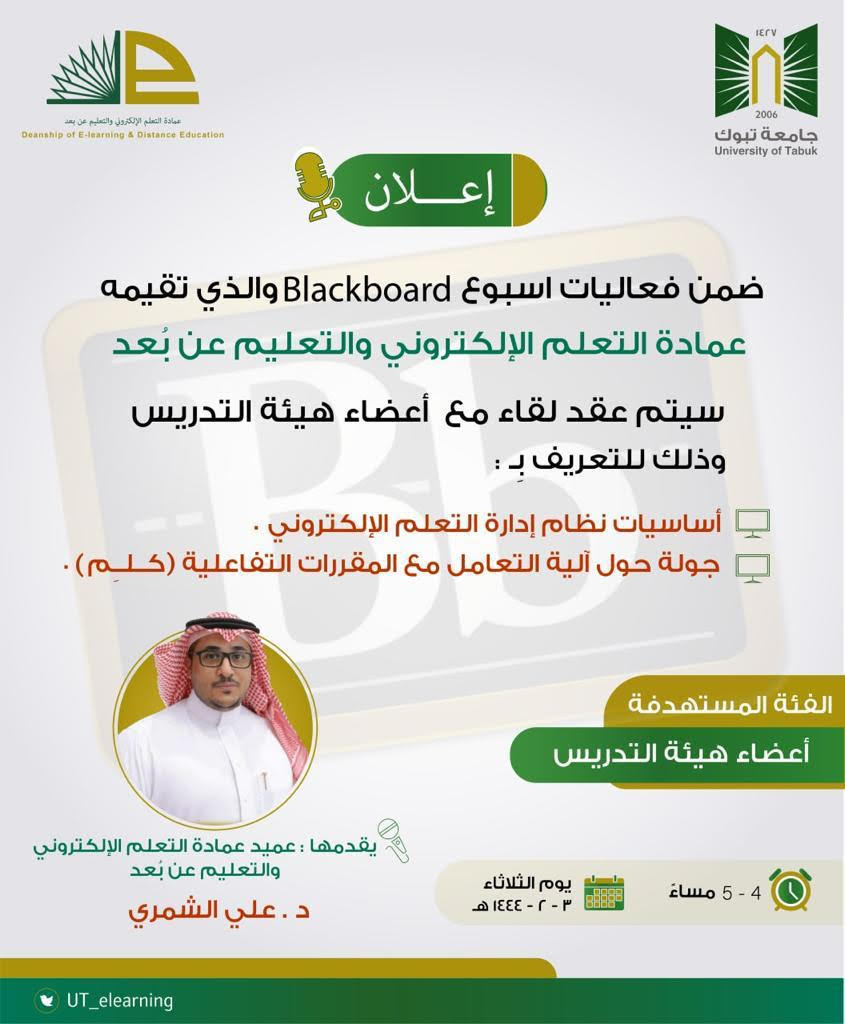 عمادة التعلم الإلكتروني والتعليم عن بعد
Deanship of E-learning & Distance Education
١٤٢٧
2006
جامعة تبوك
University of Tabuk
إعـــلان
ضمن فعاليات اسبوع Blackboard والذي تقيمه
عمادة التعلم الإلكتروني والتعليم عن بُعد
سيتم عقد لقاء مع أعضاء هيئة التدريس
وذلك للتعريف بِـ :
أساسيات نظام إدارة التعلم الإلكتروني .
جولة حول آلية التعامل مع المقررات التفاعلية (كـلـِم) .
Bb
الفئة المستهدفة
أعضاء هيئة التدريس
يقدمها : عميد عمادة التعلم الإلكتروني
والتعليم عن بُعد
د . علي الشمري
4 - 5 مساءً
يوم الثلاثاء
٣ - ٢ - ١٤٤٤ هـ
UT_elearning